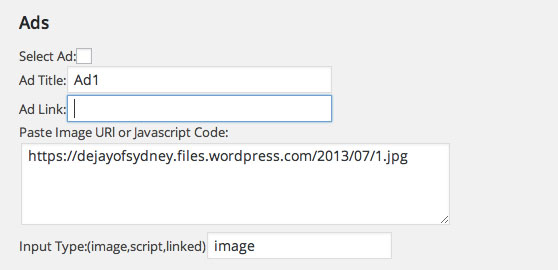 Ads
Select Ad:
Ad Title: Ad1
Ad Link:
Paste Image URI or Javascript Code:
https://dejayofsydney.files.wordpress.com/2013/07/1.jpg
Input Type:(image,script,linked) image